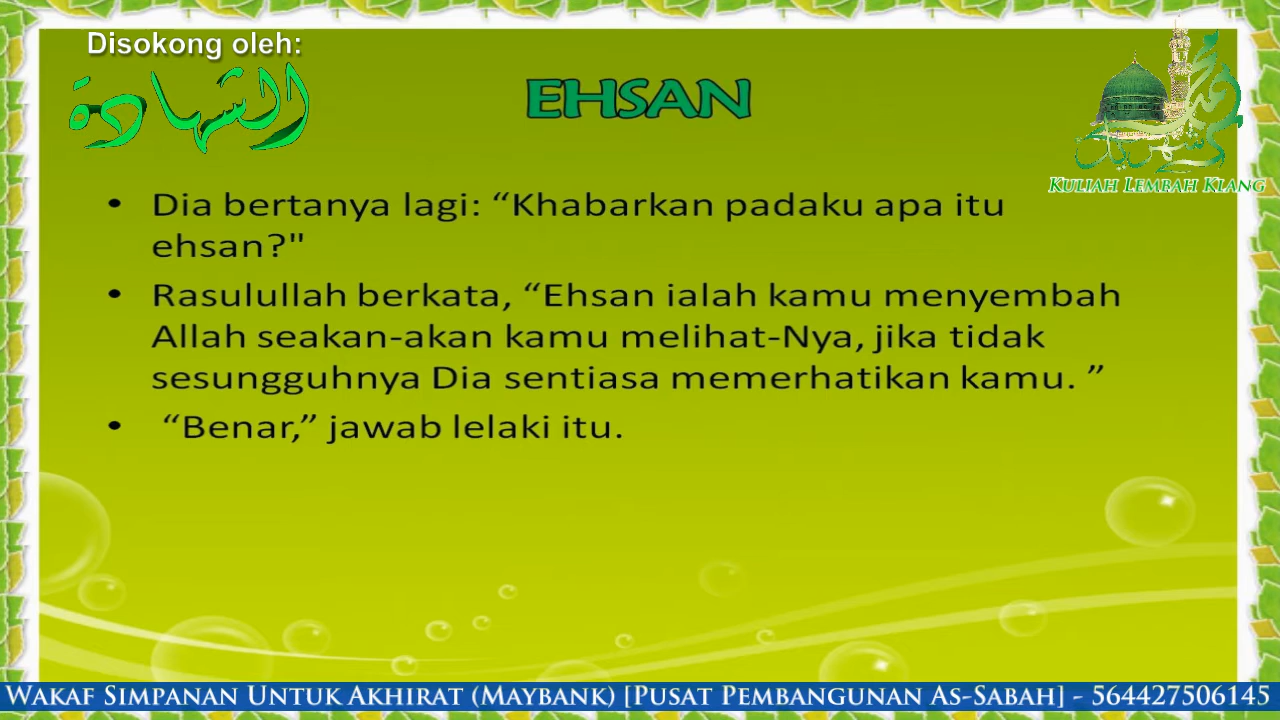 Disokong oleh:
الشهادة
EHSAN
KULIAH LEMBAH KLANG
• Dia bertanya lagi: “Khabarkan padaku apa itu
ehsan?"
• Rasulullah berkata, “Ehsan ialah kamu menyembah
Allah seakan-akan kamu melihat-Nya, jika tidak
sesungguhnya Dia sentiasa memerhatikan kamu. ”
• “Benar,” jawab lelaki itu.
WAKAF SIMPANAN UNTUK AKHIRAT (MAYBANK) [PUSAT PEMBANGUNAN AS-SABAH] - 564427506145